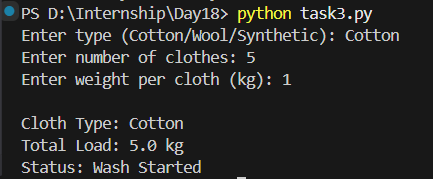 PS D:\Internship\Day18> python task3.py
Enter type (Cotton/Wool/Synthetic): Cotton
Enter number of clothes: 5
Enter weight per cloth (kg): 1
Cloth Type: Cotton
Total Load: 5.0 kg
Status: Wash Started